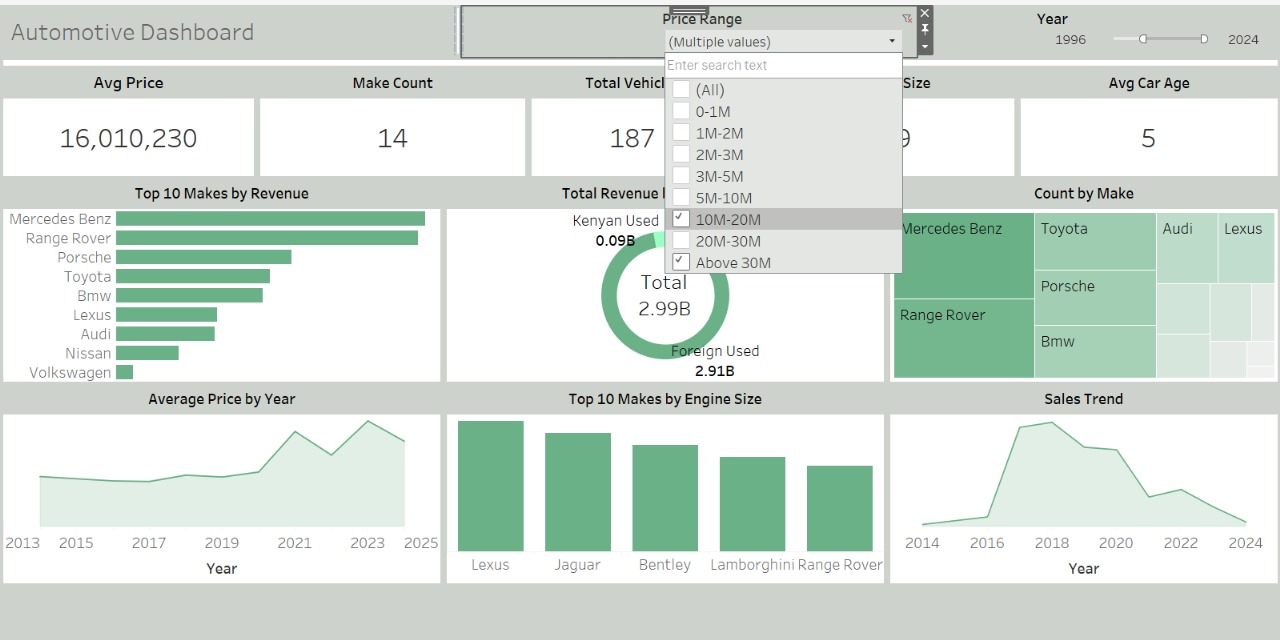 Automotive Dashboard
Price Range
(Multiple values)
Enter search text
(All)
0-1M
1M-2M
2M-3M
3M-5M
5M-10M
10M-20M
20M-30M
Above 30M
Year
1996
2024
Avg Price
16,010,230
Make Count
14
Total
187
Size
Avg Car Age
5
Top 10 Makes by Revenue
Mercedes Benz
Range Rover
Porsche
Toyota
Bmw
Lexus
Audi
Nissan
Volkswagen
Total Revenue
Kenyan Used
0.09B
Total
2.99B
Foreign Used
2.91B
Count by Make
Mercedes Benz
Range Rover
Toyota
Porsche
Bmw
Audi
Lexus
Average Price by Year
2013 2015 2017 2019 2021 2023 2025
Year
Top 10 Makes by Engine Size
Lexus Jaguar Bentley Lamborghini Range Rover
Sales Trend
2014 2016 2018 2020 2022 2024
Year